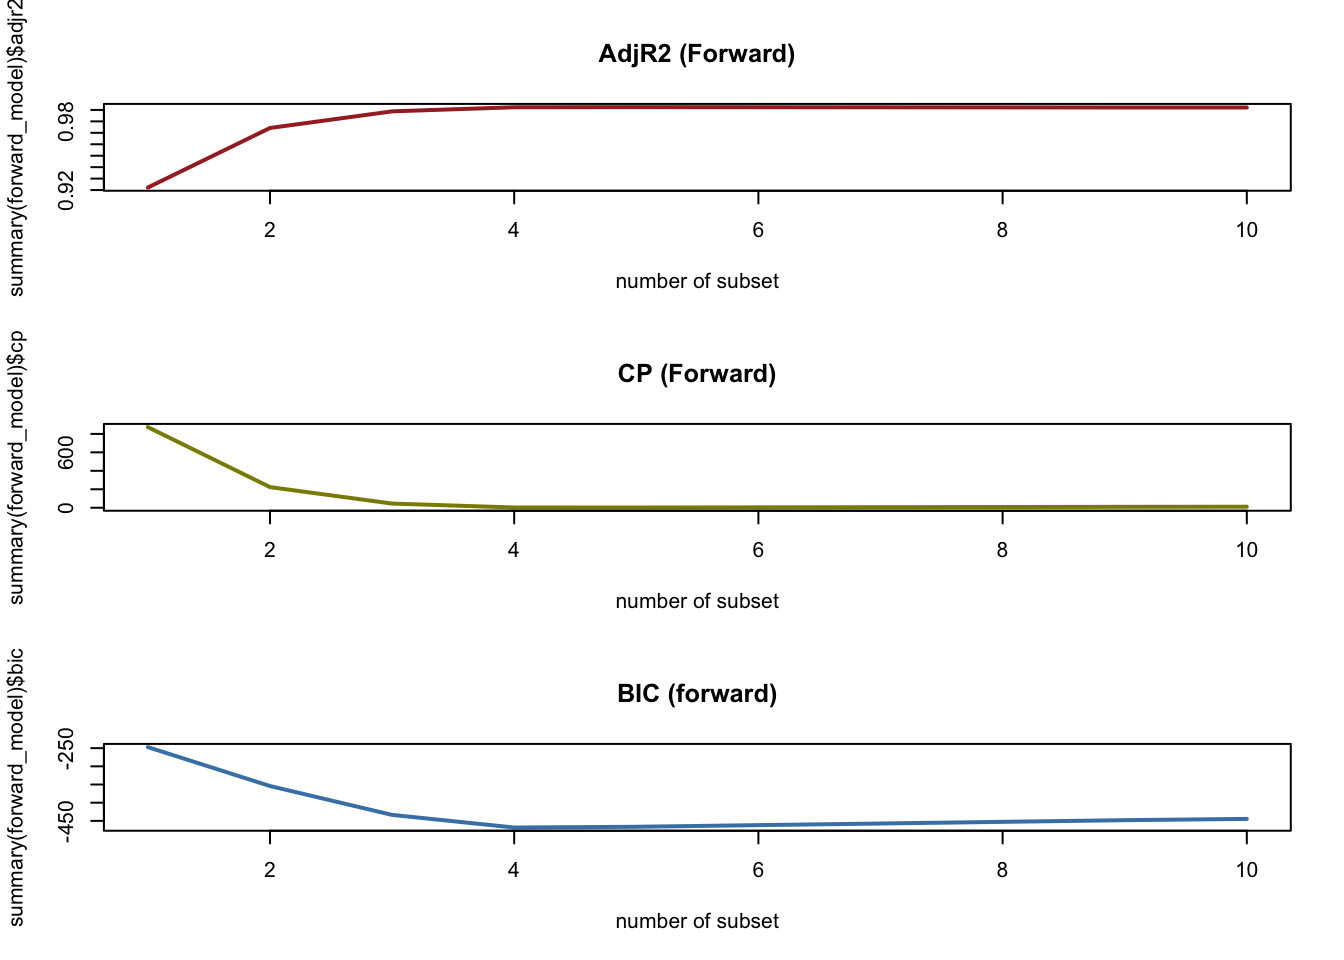 AdjR2 (Forward)
summary(forward_model)$adjr2
0.98
0.92
2 4 6 8 10
number of subset
CP (Forward)
summary(forward_model)$cp
600
0
2 4 6 8 10
number of subset
BIC (forward)
summary(forward_model)$bic
-250
-450
2 4 6 8 10
number of subset